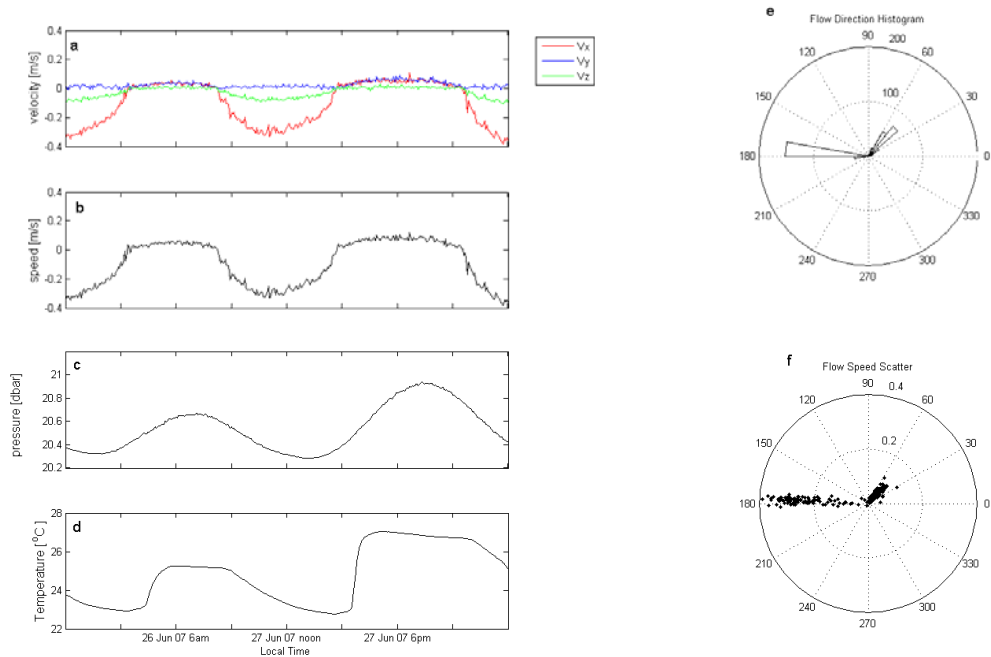 a
velocity [m/s]
0.4
0.2
0
-0.2
-0.4
Vx
Vy
Vz
b
speed [m/s]
0.4
0.2
0
-0.2
-0.4
c
pressure [dbar]
21
20.8
20.6
20.4
20.2
d
Temperature [°C]
28
26
24
22
26 Jun 07 6am
27 Jun 07 noon
27 Jun 07 6pm
Local Time
e
Flow Direction Histogram
90
200
120
60
100
150
30
180
0
210
330
240
300
270
f
Flow Speed Scatter
90
0.4
120
60
0.2
150
30
180
0
210
330
240
300
270